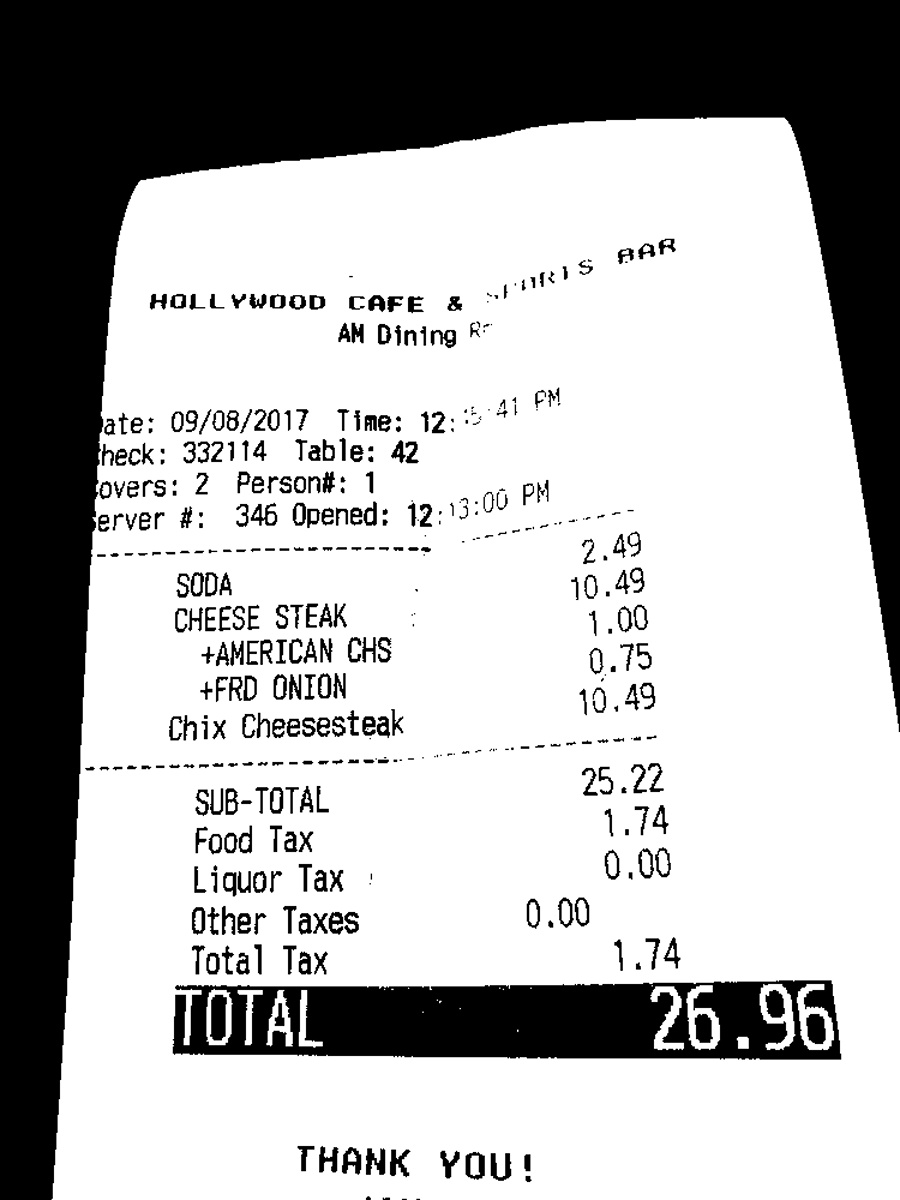 HOLLYWOOD CAFE & SPORTS BAR
AM Dining
ate: 09/08/2017 Time: 12: 41 PM
heck: 332114 Table: 42
overs: 2 Person#: 1
erver #: 346 Opened: 12:13:00 PM
SODA 2.49
CHEESE STEAK 10.49
+AMERICAN CHS 1.00
+FRD ONION 0.75
Chix Cheesesteak 10.49
SUB-TOTAL 25.22
Food Tax 1.74
Liquor Tax 0.00
Other Taxes 0.00
Total Tax 1.74
TOTAL 26.96
THANK YOU!